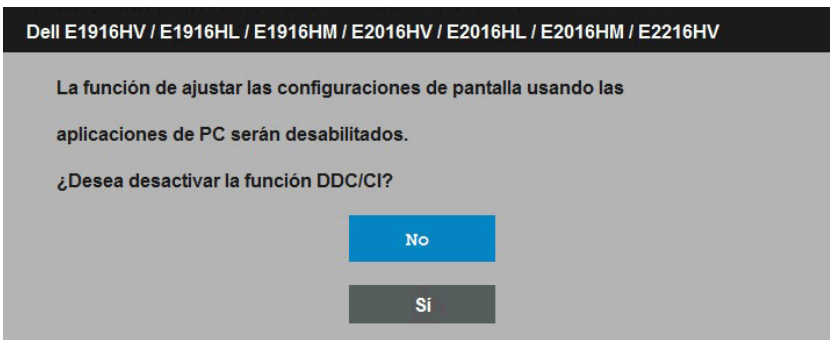 Dell E1916HV / E1916HL / E1916HM / E2016HV / E2016HL / E2016HM / E2216HV
La función de ajustar las configuraciones de pantalla usando las
aplicaciones de PC serán desabilitados.
¿Desea desactivar la función DDC/CI?
No
Sí